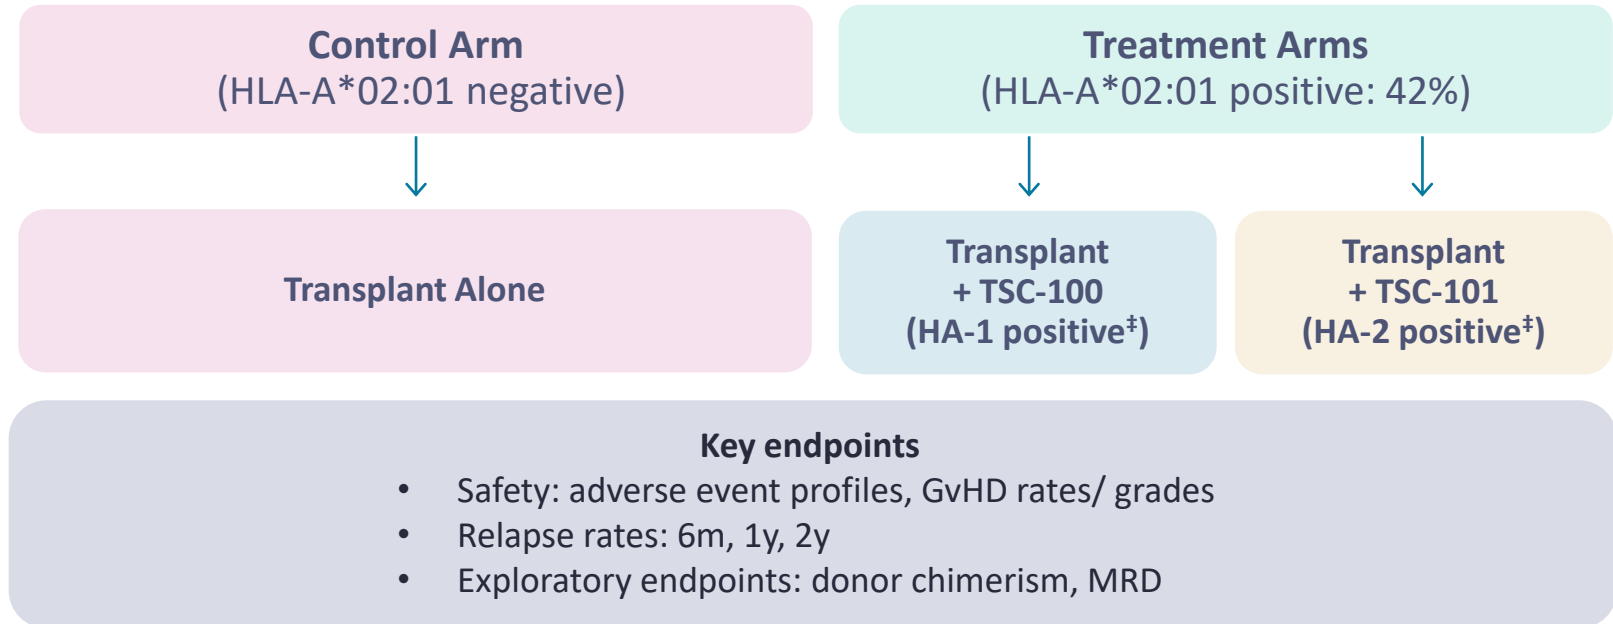 Control Arm
(HLA-A*02:01 negative)
Treatment Arms
(HLA-A*02:01 positive: 42%)
Transplant Alone
Transplant
+ TSC-100
(HA-1 positive‡)
Transplant
+ TSC-101
(HA-2 positive‡)
Key endpoints
• Safety: adverse event profiles, GvHD rates/ grades
• Relapse rates: 6m, 1y, 2y
• Exploratory endpoints: donor chimerism, MRD